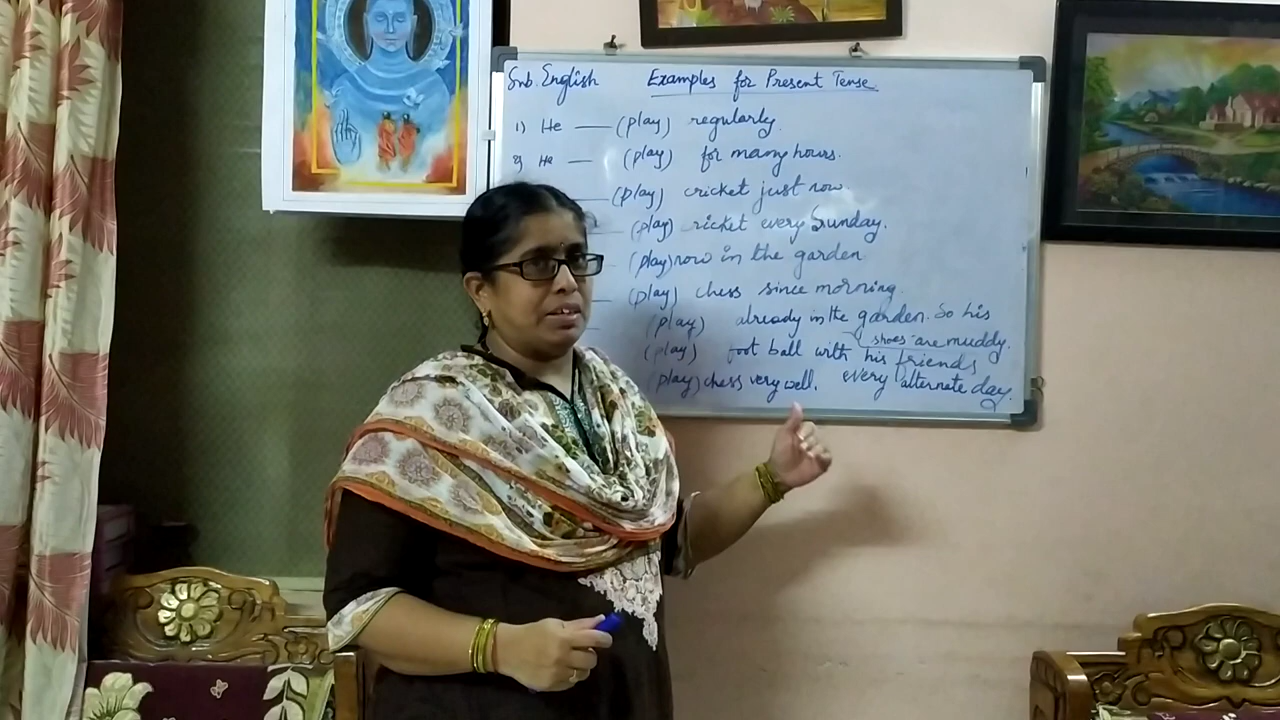 Sub. English Examples for Present Tense
1) He — (play) regularly.
2) He — (play) for many hours.
— (play) cricket just now
(play) cricket every Sunday.
(play) now in the garden
(play) chess since morning.
(play) already in the garden. So his
shoes are muddy.
(play) foot ball with his friends
every alternate day.
(play) chess very well.